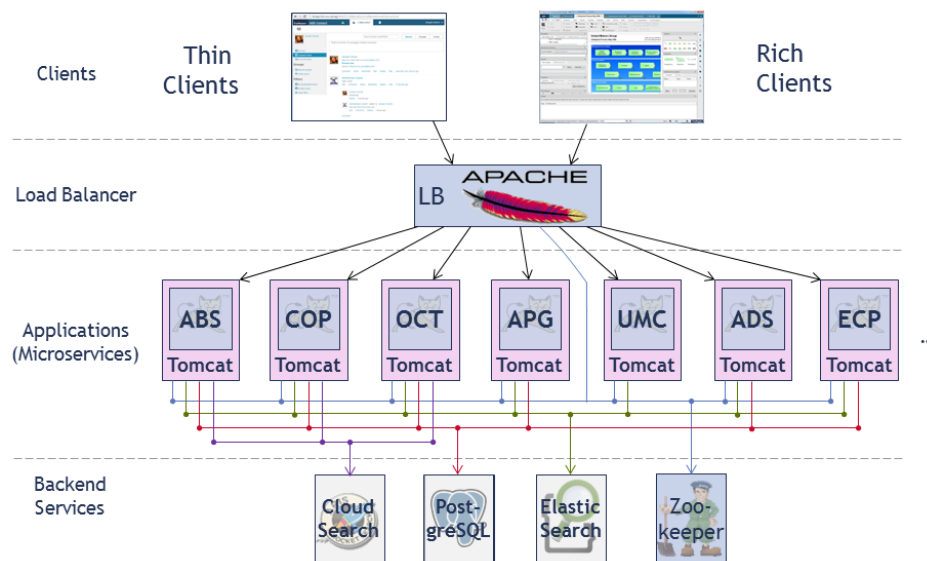 Clients
Thin
Clients
Rich
Clients
Load Balancer
LB
APACHE
Applications
(Microservices)
ABS
Tomcat
COP
Tomcat
OCT
Tomcat
APG
Tomcat
UMC
Tomcat
ADS
Tomcat
ECP
Tomcat
..
Backend
Services
Cloud
Search
Post-
greSQL
Elastic
Search
Zoo-
keeper